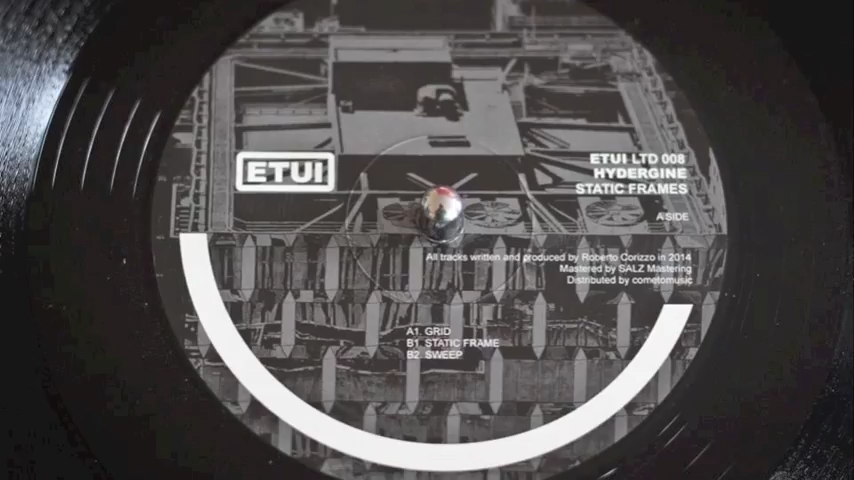 ETUI
ETUI LTD 008
HYDERGINE
STATIC FRAMES
A SIDE
All tracks written and produced by Roberto Corizzo in 2014
Mastered by SALZ Mastering
Distributed by cometomusic
A1. GRID
B1. STATIC FRAME
B2. SWEEP